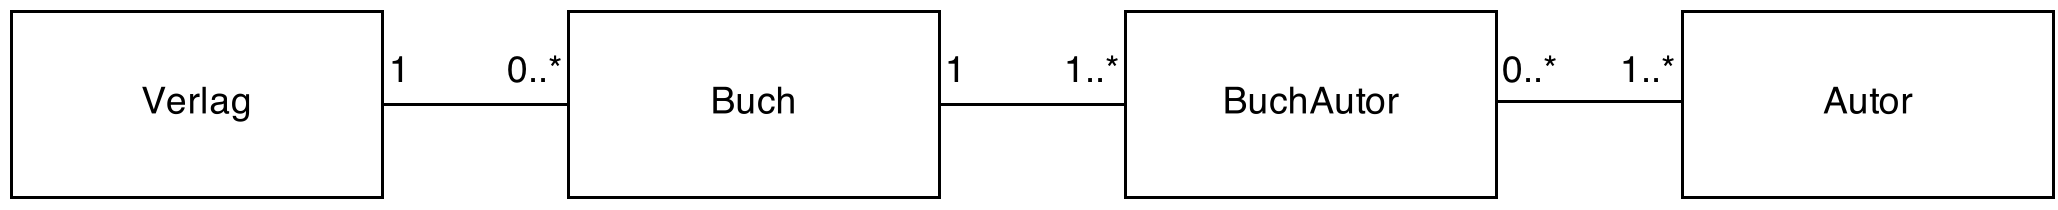 1 0..* 1 1..* 0..* 1..*
Verlag Buch BuchAutor Autor